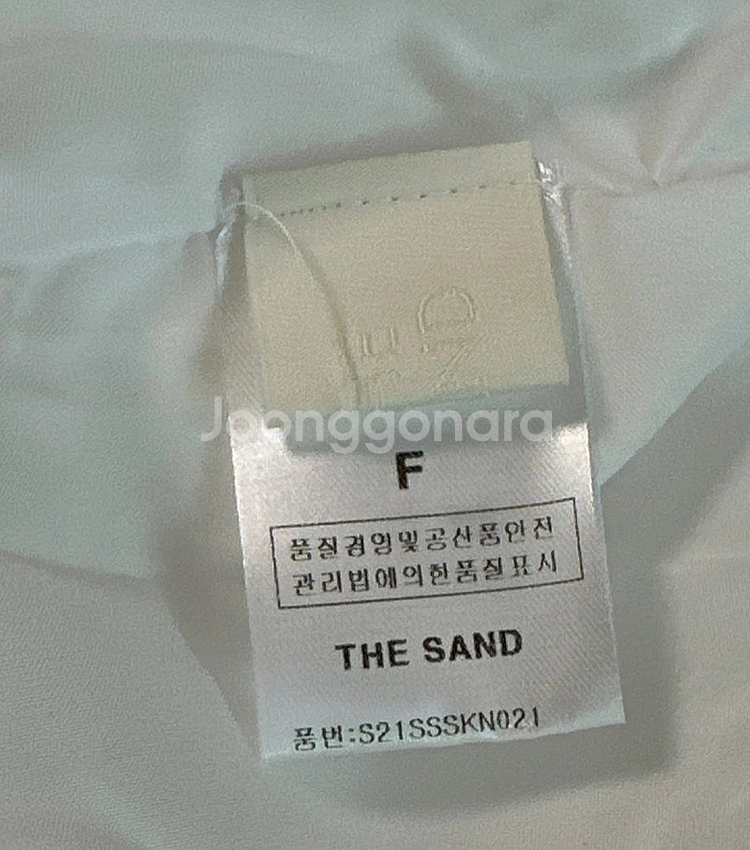 Joonggonara
F
품질경영및공산품안전
관리법에의한품질표시
THE SAND
품번:S21SSSKN021